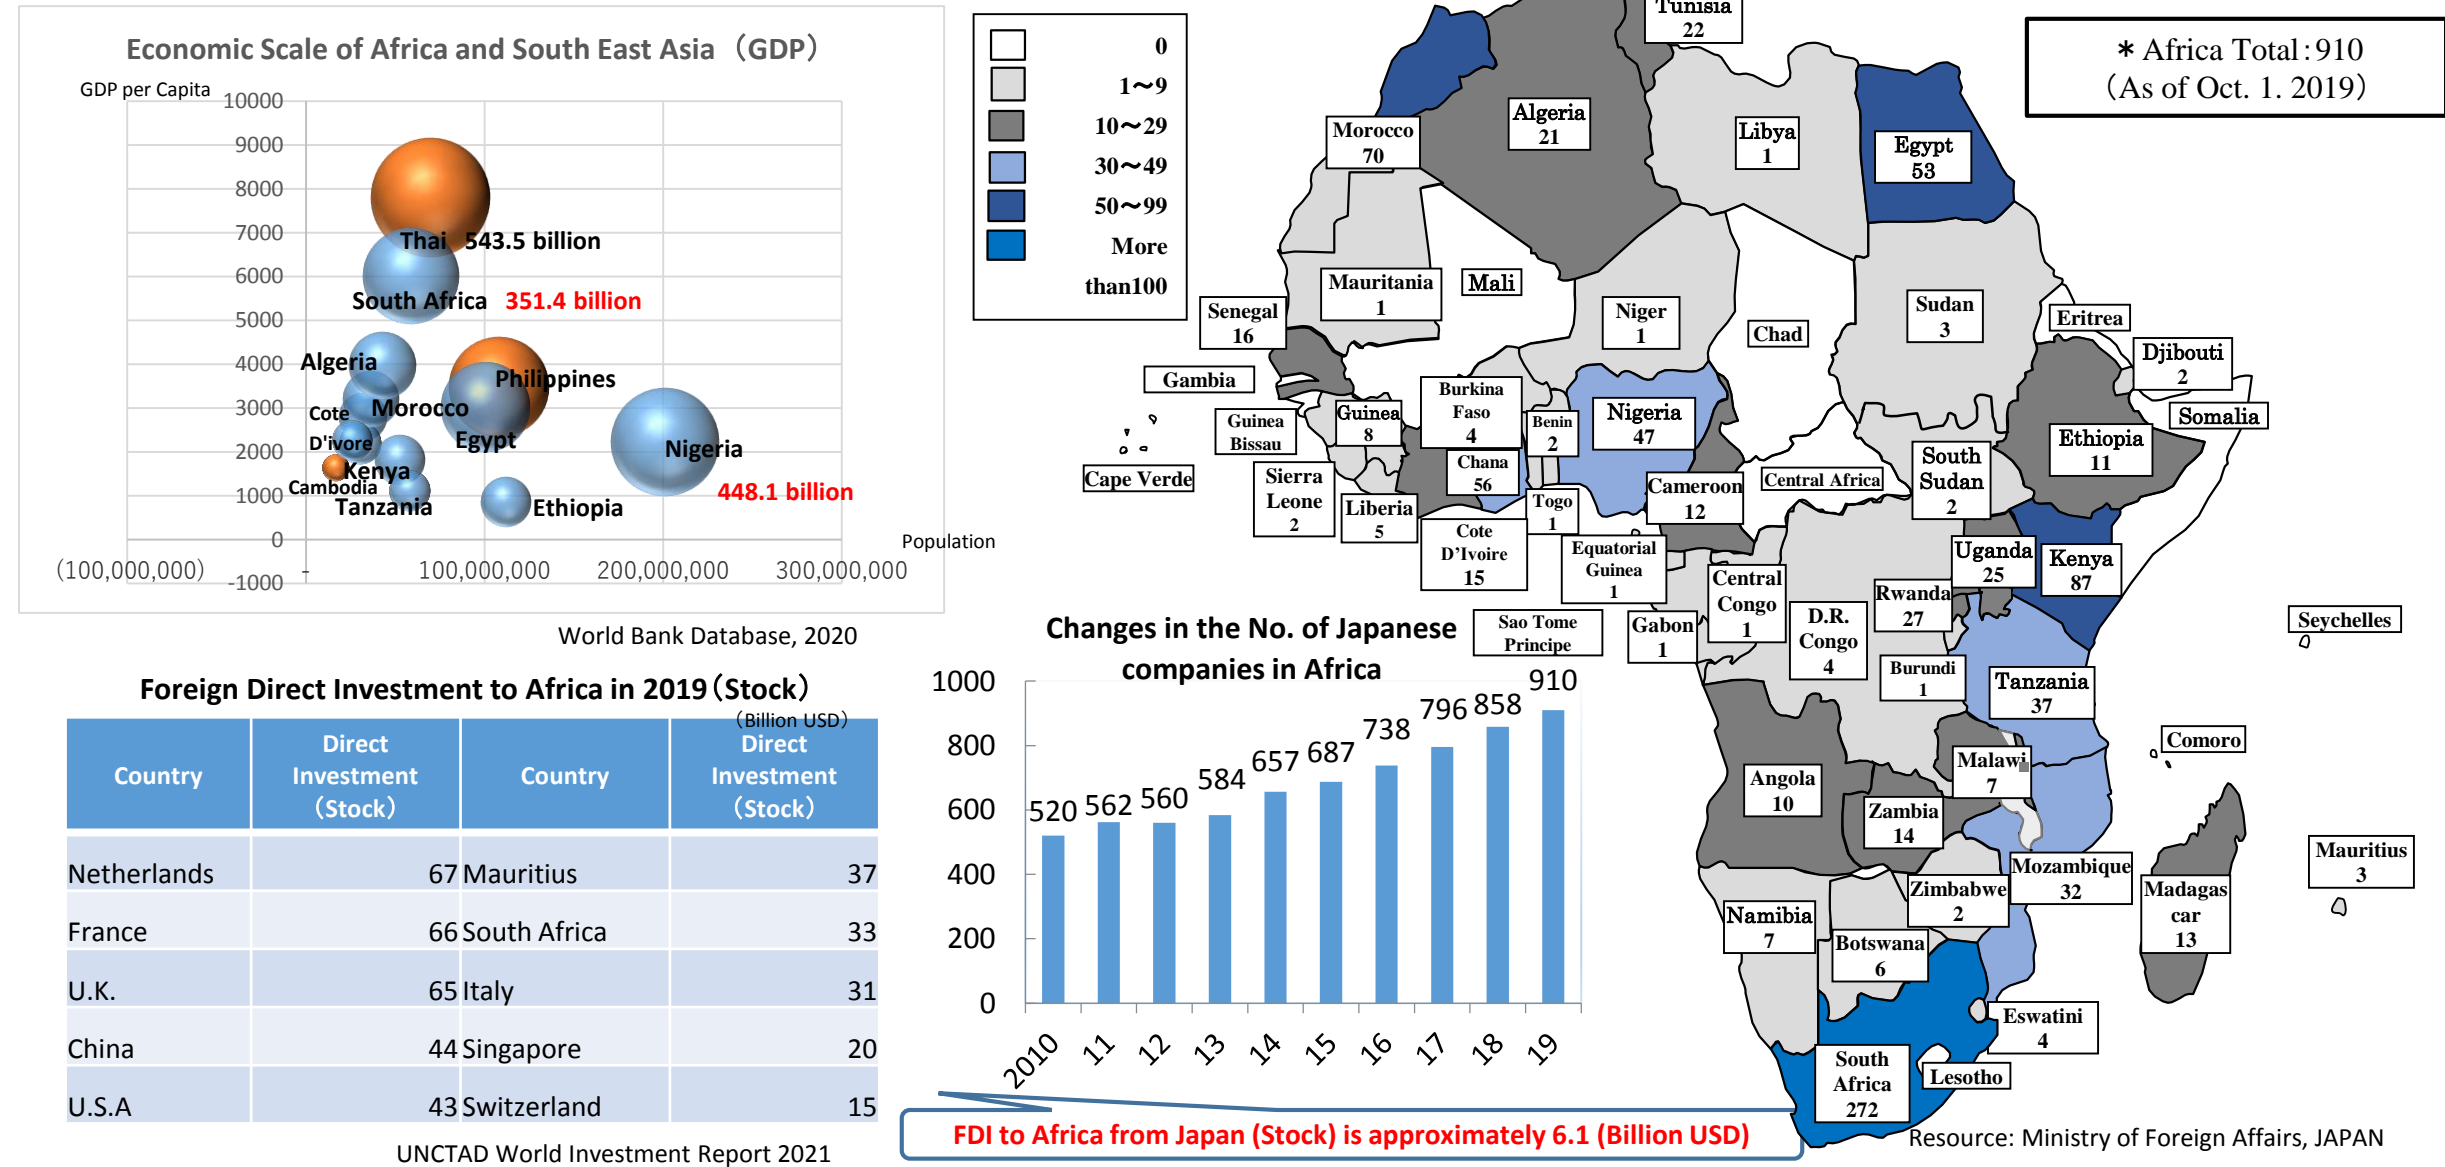 Economic Scale of Africa and South East Asia（GDP）
GDP per Capita
10000
9000
8000
7000
6000
5000
4000
3000
2000
1000
0
-1000
(100,000,000)
-
100,000,000
200,000,000
300,000,000
Population
Thai 543.5 billion
South Africa 351.4 billion
Algeria
Philippines
Morocco
Cote
D'ivore
Egypt
Nigeria
448.1 billion
Kenya
Cambodia
Tanzania
Ethiopia
World Bank Database, 2020
Foreign Direct Investment to Africa in 2019（Stock）
（Billion USD）
Country
Direct
Investment
（Stock）
Country
Direct
Investment
（Stock）
Netherlands 67 Mauritius 37
France 66 South Africa 33
U.K. 65 Italy 31
China 44 Singapore 20
U.S.A 43 Switzerland 15
UNCTAD World Investment Report 2021
Changes in the No. of Japanese
companies in Africa
1000
800
600
400
200
0
520
562
560
584
657
687
738
796
858
910
2010
11
12
13
14
15
16
17
18
19
FDI to Africa from Japan (Stock) is approximately 6.1 (Billion USD)
0
1～9
10～29
30～49
50～99
More
than100
＊Africa Total：910
（As of Oct. 1. 2019）
Tunisia
22
Morocco
70
Algeria
21
Libya
1
Egypt
53
Mauritania
1
Mali
Niger
1
Chad
Sudan
3
Eritrea
Djibouti
2
Somalia
Senegal
16
Gambia
Guinea
Bissau
Cape Verde
Guinea
8
Sierra
Leone
2
Liberia
5
Burkina
Faso
4
Chana
56
Cote
D’Ivoire
15
Benin
2
Togo
1
Nigeria
47
Cameroon
12
Central Africa
South
Sudan
2
Ethiopia
11
Equatorial
Guinea
1
Sao Tome
Principe
Gabon
1
Central
Congo
1
D.R.
Congo
4
Uganda
25
Kenya
87
Rwanda
27
Burundi
1
Tanzania
37
Seychelles
Comoro
Malawi
7
Angola
10
Zambia
14
Mozambique
32
Zimbabwe
2
Madagas
car
13
Mauritius
3
Namibia
7
Botswana
6
Eswatini
4
Lesotho
South
Africa
272
Resource: Ministry of Foreign Affairs, JAPAN